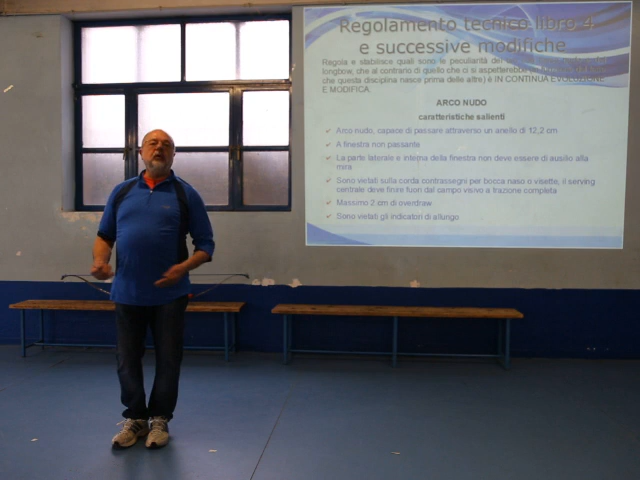 Regolamento tecnico libro 4
e successive modifiche
Regola e stabilisce quali sono le peculiarità
longbow, che al contrario di quello che ci si aspetterebbe
che questa disciplina nasce prima delle altre) è IN CONTINUA EVOLUZIONE
E MODIFICA.
ARCO NUDO
caratteristiche salienti
✓ Arco nudo, capace di passare attraverso un anello di 12,2 cm
✓ A finestra non passante
✓ La parte laterale e interna della finestra non deve essere di ausilio alla
mira
✓ Sono vietati sulla corda contrassegni per bocca naso o visette, il serving
centrale deve finire fuori dal campo visivo a trazione completa
✓ Massimo 2 cm di overdraw
✓ Sono vietati gli indicatori di allungo